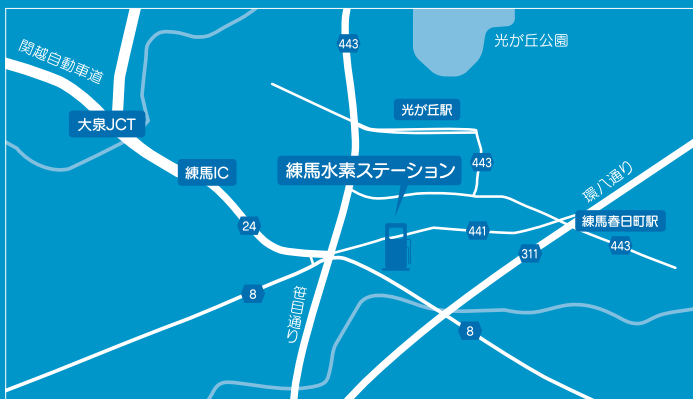 443
光が丘公園
関越自動車道
光が丘駅
大泉JCT
443
練馬IC
練馬水素ステーション
環八通り
24
441
練馬春日町駅
443
311
8
笹目通り
8